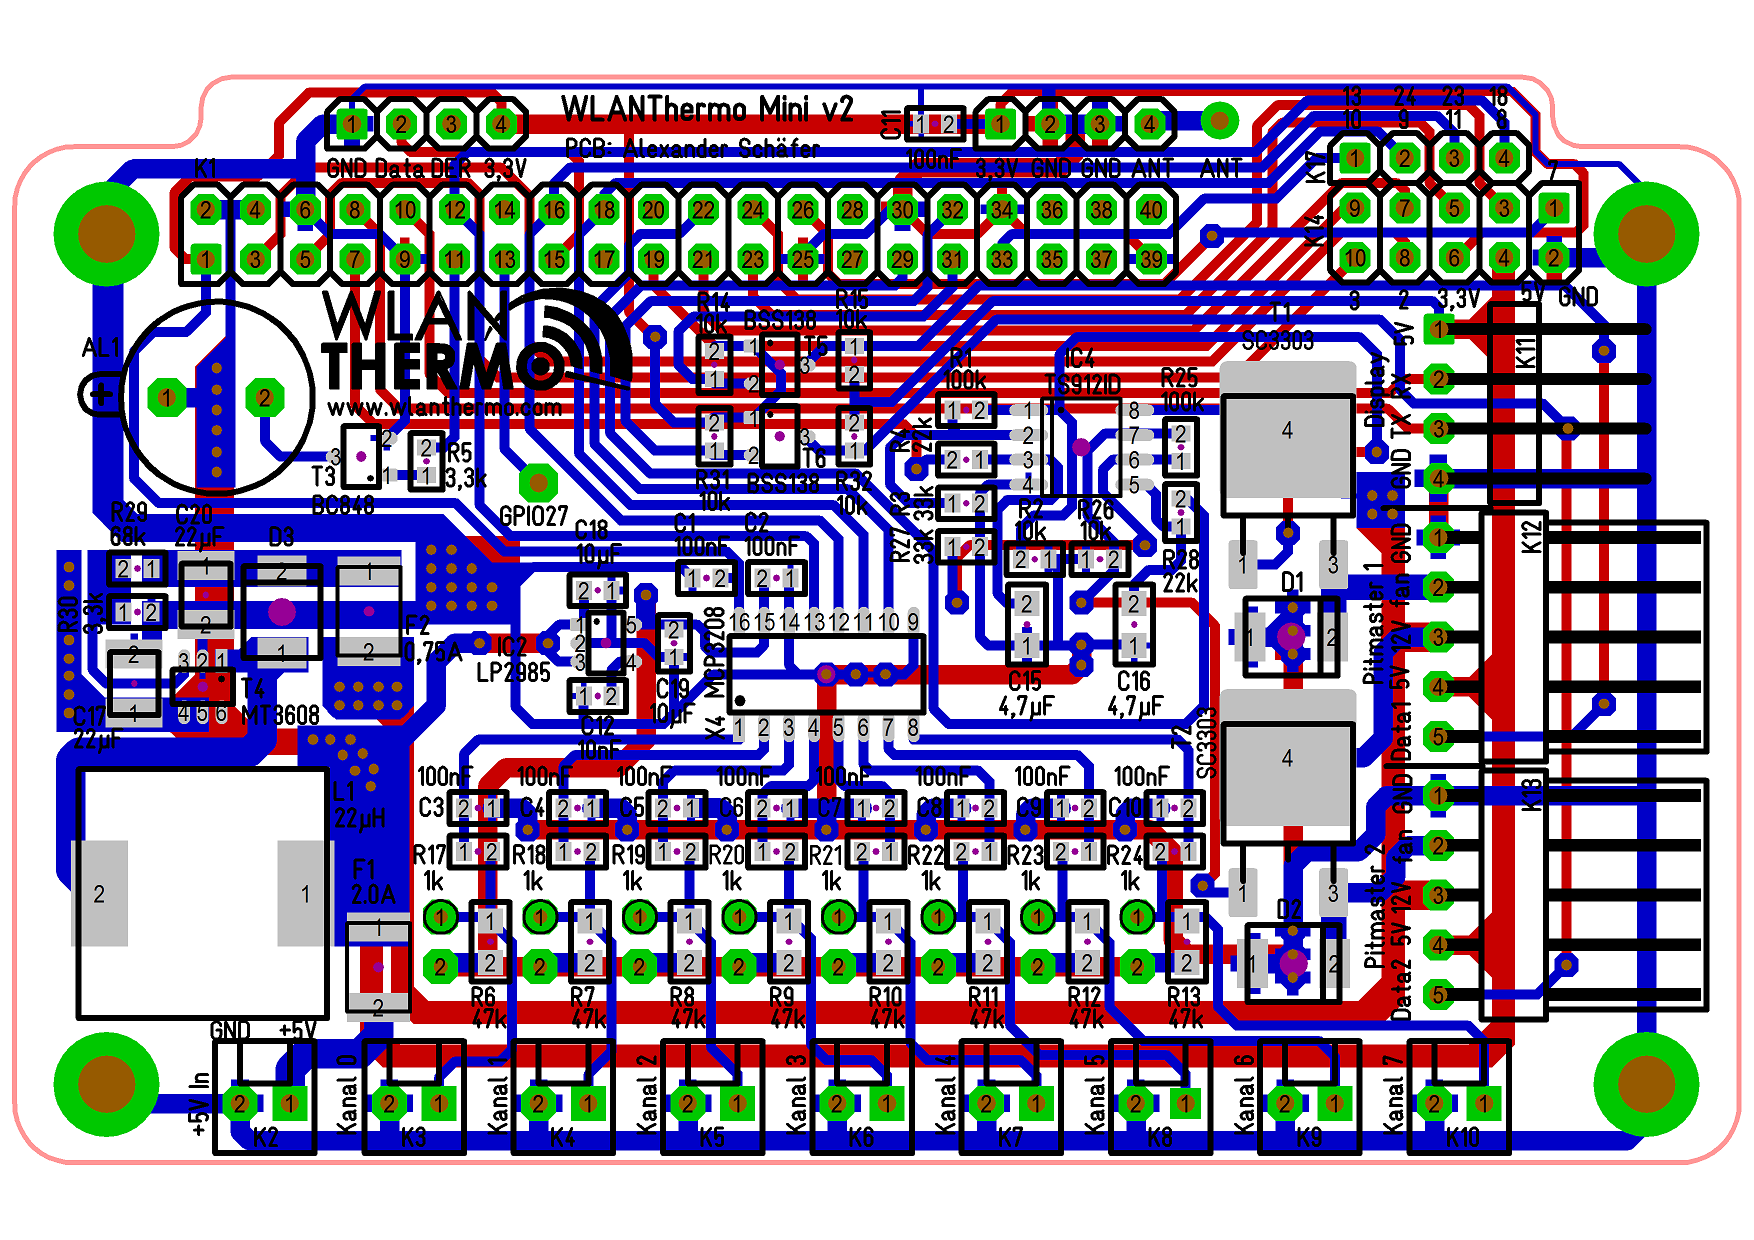 WLANThermo Mini v2
PCB: Alexander Schäfer
1 2 3 4
GND Data DER 3,3V
C11
1 2
100nF
1 2 3 4
3,3V GND GND ANT
ANT
13 24 23 18
10 9 11 8
K17
1 2 3 4
7
K1
2 4 6 8 10 12 14 16 18 20 22 24 26 28 30 32 34 36 38 40
1 3 5 7 9 11 13 15 17 19 21 23 25 27 29 31 33 35 37 39
K14
9 7 5 3 1
10 8 6 4 2
3 2 3,3V 5V GND
WLAN
THERMO
www.wlanthermo.com
AL1
+
1 2
R14
10k
BSS138
T5
R15
10k
R1
100k
IC4
TS912ID
R25
100k
T1
SC3303
4
1 3
Display
5V
RX
TX
GND
K11
1 2 3 4
T3
BC848
R5
3,3k
GPIO27
R31
10k
BSS138
T6
R32
10k
R4
22k
R3
33k
R27
33k
R2
10k
R26
10k
R28
22k
R29
68k
C20
22µF
D3
C18
10µF
C1
100nF
C2
100nF
R30
3,3k
F2
0,75A
IC2
LP2985
C19
10µF
MCP3208
X4
16 15 14 13 12 11 10 9
1 2 3 4 5 6 7 8
C15
4,7µF
C16
4,7µF
D1
1 2
Pitmaster 1
GND
fan
12V
5V
Data1
K12
1 2 3 4 5
C17
22µF
T4
MT3608
C12
10nF
T2
SC3303
4
1 3
L1
22µH
2 1
F1
2.0A
100nF 100nF 100nF 100nF 100nF 100nF 100nF 100nF
C3 C4 C5 C6 C7 C8 C9 C10
R17 R18 R19 R20 R21 R22 R23 R24
1k 1k 1k 1k 1k 1k 1k 1k
D2
1 2
Pitmaster 2
GND
fan
12V
5V
Data2
K13
1 2 3 4 5
R6 R7 R8 R9 R10 R11 R12 R13
47k 47k 47k 47k 47k 47k 47k 47k
GND +5V
+5V In
Kanal 0
Kanal 1
Kanal 2
Kanal 3
Kanal 4
Kanal 5
Kanal 6
Kanal 7
2 1 2 1 2 1 2 1 2 1 2 1 2 1 2 1 2 1
K2 K3 K4 K5 K6 K7 K8 K9 K10